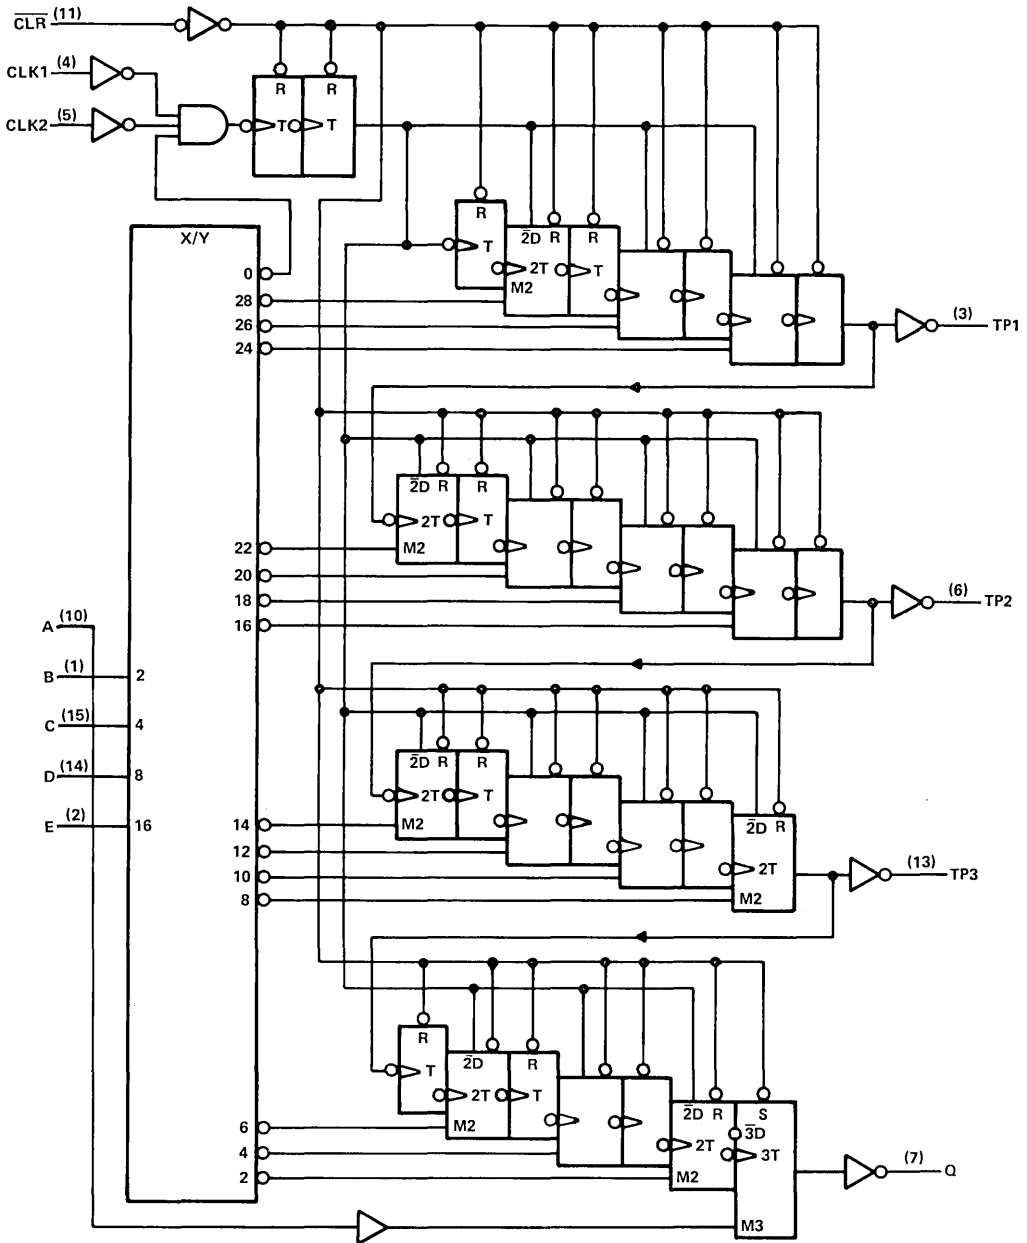 CLR (11)
CLK1 (4)
CLK2 (5)
R R
T T
X/Y
0
28
26
24
R
T
2D R R
2T T
M2
(3) TP1
2D R R
2T T
M2
22
20
18
16
(6) TP2
A (10)
B (1) 2
C (15) 4
D (14) 8
E (2) 16
2D R R
2T T
M2
14
12
10
8
2D R
2T
M2
(13) TP3
R
T
2D R
2T T
M2
6
4
2
2D R S
3D
2T 3T
M2
M3
(7) Q